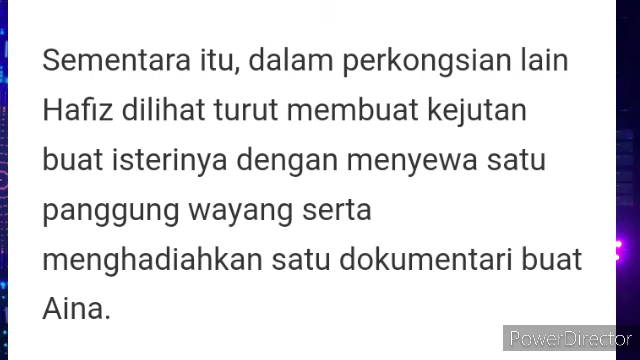 Sementara itu, dalam perkongsian lain
Hafiz dilihat turut membuat kejutan
buat isterinya dengan menyewa satu
panggung wayang serta
menghadiahkan satu dokumentari buat
Aina.
PowerDirector